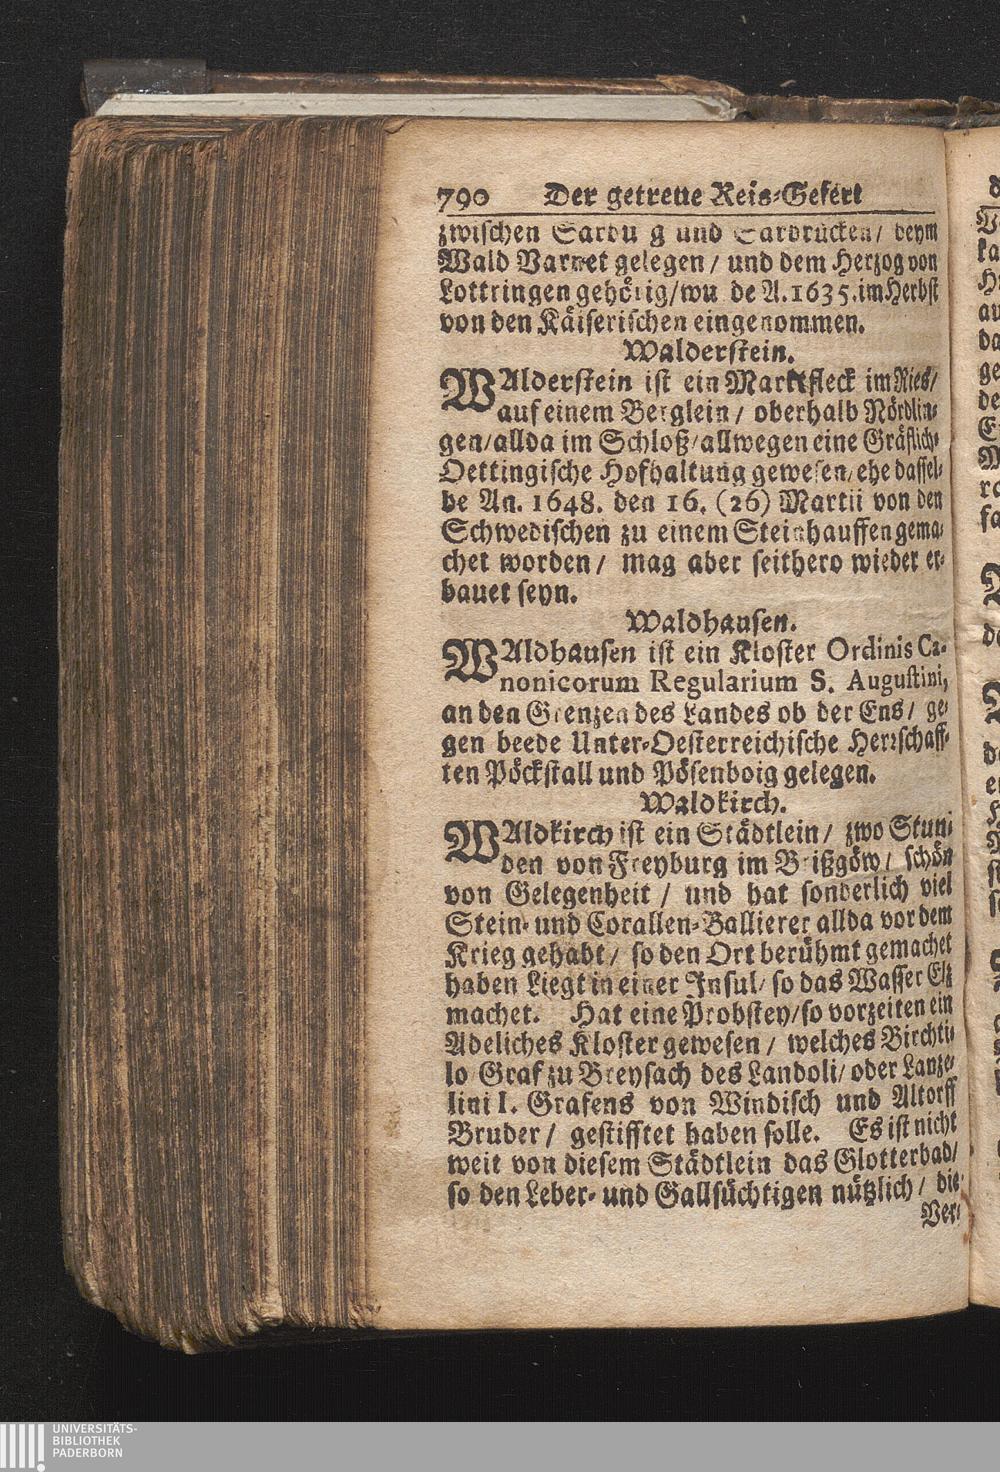 790 Der getreue Reis-Gefert
zwischen Sarbu g und Sarbrucken / beym
Wald Varnet gelegen / und dem Herzog von
Lottringen gehörig / wu de A. 1635. im Herbst
von den Käiserischen eingenommen.
Walderstein.
WAlderstein ist ein Marktfleck im Ries /
auf einem Berglein / oberhalb Nördlin-
gen / allda im Schloß / allwegen eine Gräflich-
Oettingische Hofhaltung gewesen / ehe dassel-
be An. 1648. den 16. (26) Martii von den
Schwedischen zu einem Steinhauffen gema-
chet worden / mag aber seithero wieder er-
bauet seyn.
Waldhausen.
WAldhausen ist ein Kloster Ordinis Ca-
nonicorum Regularium S. Augustini,
an den Grenzen des Landes ob der Ens / ge-
gen beede Unter-Oesterreichische Herrschaff-
ten Pöckstall und Pösenboig gelegen.
Waldkirch.
WAldkirch ist ein Städtlein / zwo Stun-
den von Freyburg im Brißgöw / schön
von Gelegenheit / und hat sonderlich viel
Stein- und Corallen-Ballierer allda vor dem
Krieg gehabt / so den Ort berühmt gemachet
haben Liegt in einer Insul / so das Wasser Eltz
machet. Hat eine Probstey / so vorzeiten ein
Adeliches Kloster gewesen / welches Birchti-
lo Graf zu Breysach des Landoli / oder Lanze-
lini I. Grafens von Windisch und Altorff
Bruder / gestifftet haben solle. Es ist nicht
weit von diesem Städtlein das Glotterbad /
so den Leber- und Gallsüchtigen nützlich / die
Ver-
UNIVERSITÄTS-
BIBLIOTHEK
PADERBORN